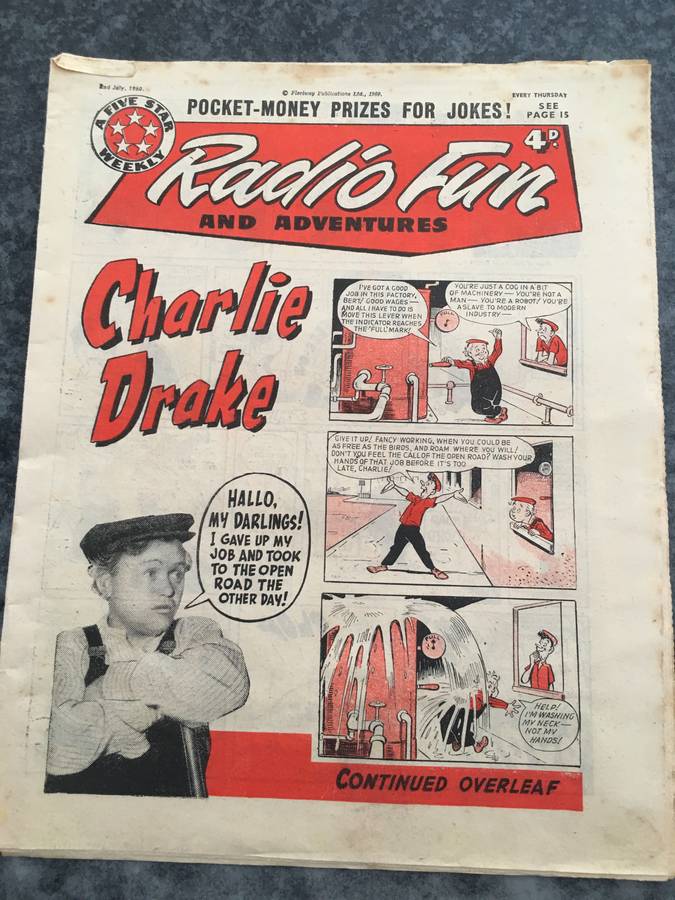 2nd July, 1960.
© Fleetway Publications Ltd., 1960.
EVERY THURSDAY
A FIVE STAR
WEEKLY
POCKET-MONEY PRIZES FOR JOKES!
SEE
PAGE 15
4D.
Radio Fun
AND ADVENTURES
Charlie
Drake
I'VE GOT A GOOD
JOB IN THIS FACTORY,
BERT! GOOD WAGES —
AND ALL I HAVE TO DO IS
MOVE THIS LEVER WHEN
THE INDICATOR REACHES
THE 'FULL' MARK!
FULL
YOU'RE JUST A COG IN A BIT
OF MACHINERY — YOU'RE NOT A
MAN — YOU'RE A ROBOT! YOU'RE
A SLAVE TO MODERN
INDUSTRY —
GIVE IT UP! FANCY WORKING, WHEN YOU COULD BE
AS FREE AS THE BIRDS, AND ROAM WHERE YOU WILL!
DON'T YOU FEEL THE CALL OF THE OPEN ROAD? WASH YOUR
HANDS OF THAT JOB BEFORE IT'S TOO
LATE, CHARLIE!
HALLO,
MY DARLINGS!
I GAVE UP MY
JOB AND TOOK
TO THE OPEN
ROAD THE
OTHER DAY!
FULL
HELP!
I'M WASHING
MY NECK —
NOT MY
HANDS!
CONTINUED OVERLEAF